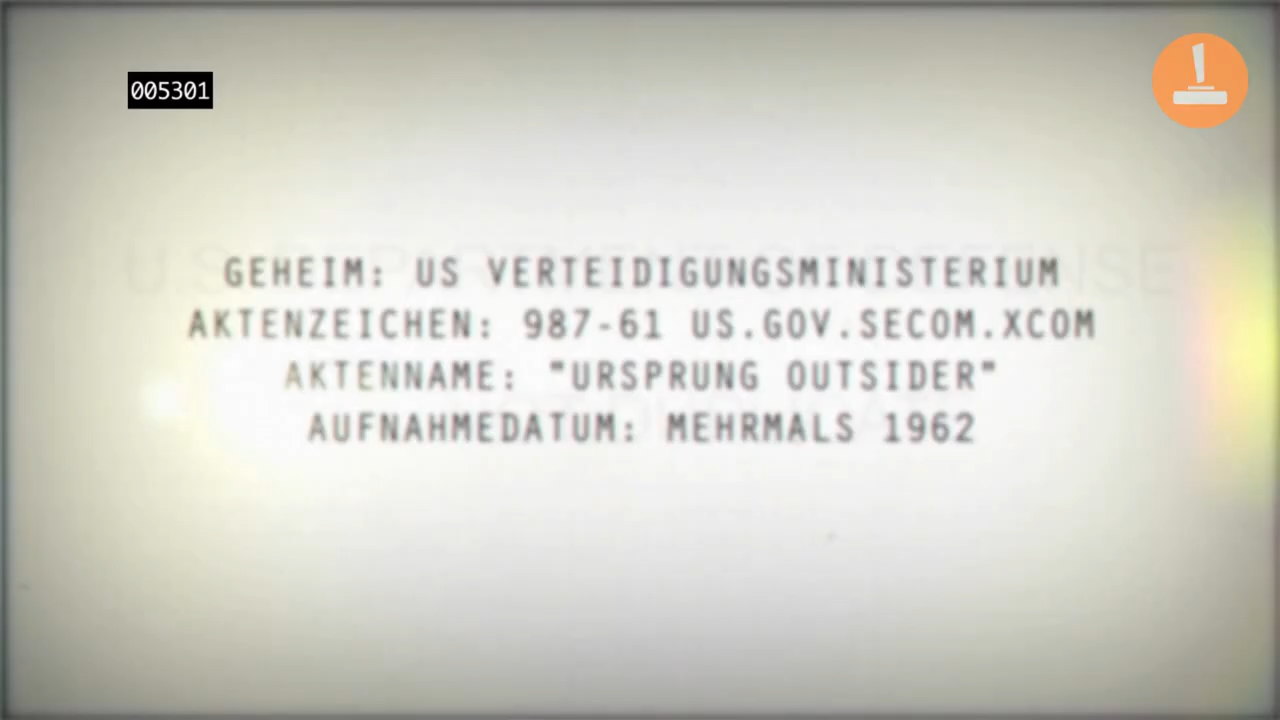 005301
GEHEIM: US VERTEIDIGUNGSMINISTERIUM
AKTENZEICHEN: 987-61 US.GOV.SECOM.XCOM
AKTENNAME: "URSPRUNG OUTSIDER"
AUFNAHMEDATUM: MEHRMALS 1962